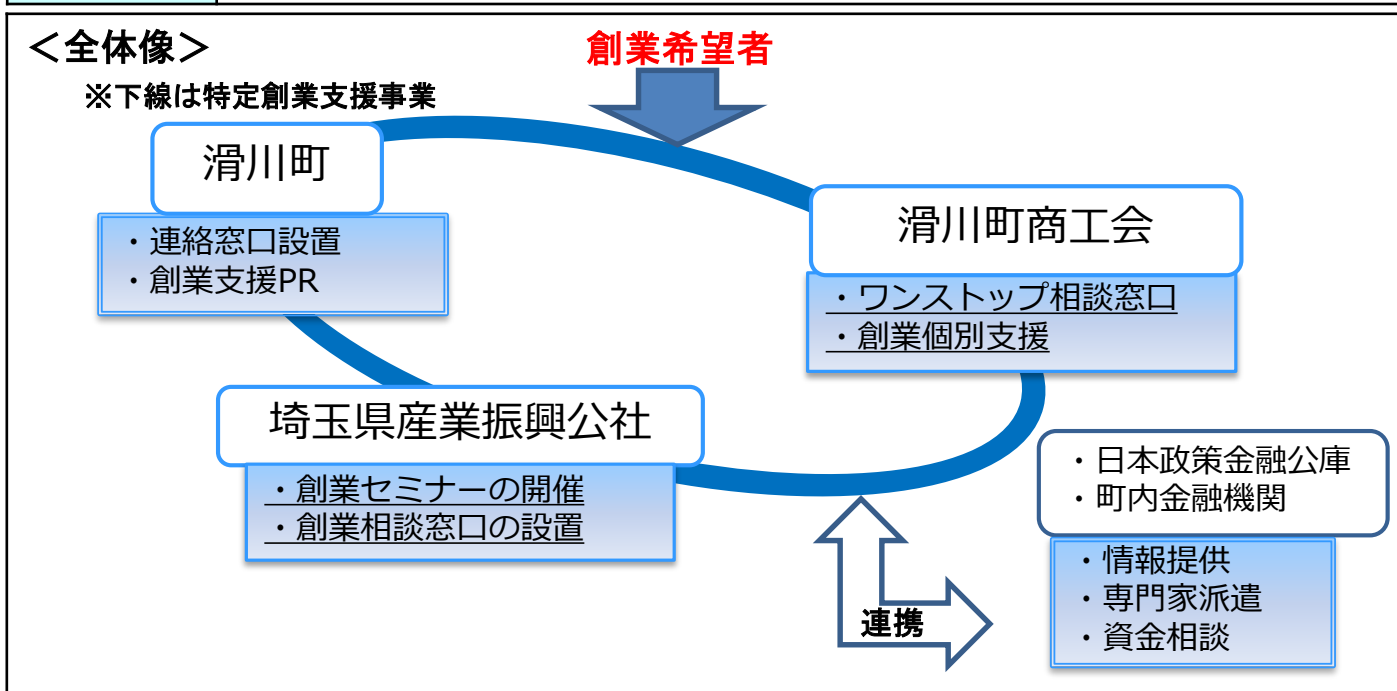 ＜全体像＞
創業希望者
※下線は特定創業支援事業
滑川町
・連絡窓口設置
・創業支援PR
滑川町商工会
・ワンストップ相談窓口
・創業個別支援
埼玉県産業振興公社
・創業セミナーの開催
・創業相談窓口の設置
・日本政策金融公庫
・町内金融機関
・情報提供
・専門家派遣
・資金相談
連携